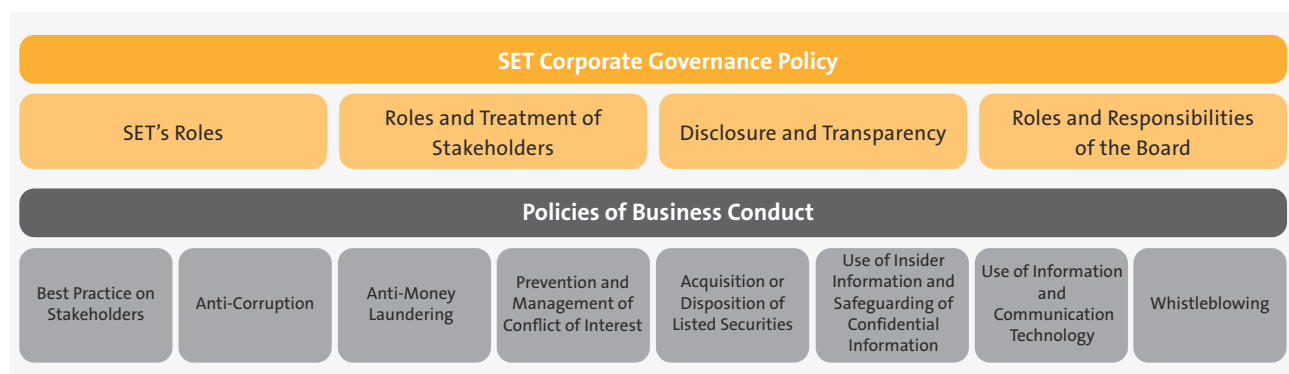 SET Corporate Governance Policy
SET’s Roles
Roles and Treatment of
Stakeholders
Disclosure and Transparency
Roles and Responsibilities
of the Board
Policies of Business Conduct
Best Practice on
Stakeholders
Anti-Corruption
Anti-Money
Laundering
Prevention and
Management of
Conflict of Interest
Acquisition or
Disposition of
Listed Securities
Use of Insider
Information and
Safeguarding of
Confidential
Information
Use of Information
and
Communication
Technology
Whistleblowing